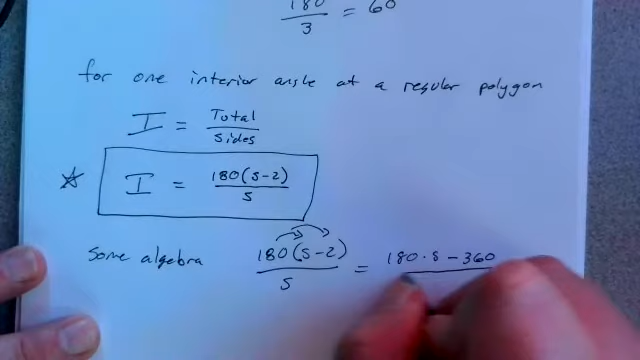 180/3 = 60
for one interior angle at a regular polygon
I = Total/sides
☆ I = 180(s-2)/s
Some algebra 180(s-2)/s = 180·s-360